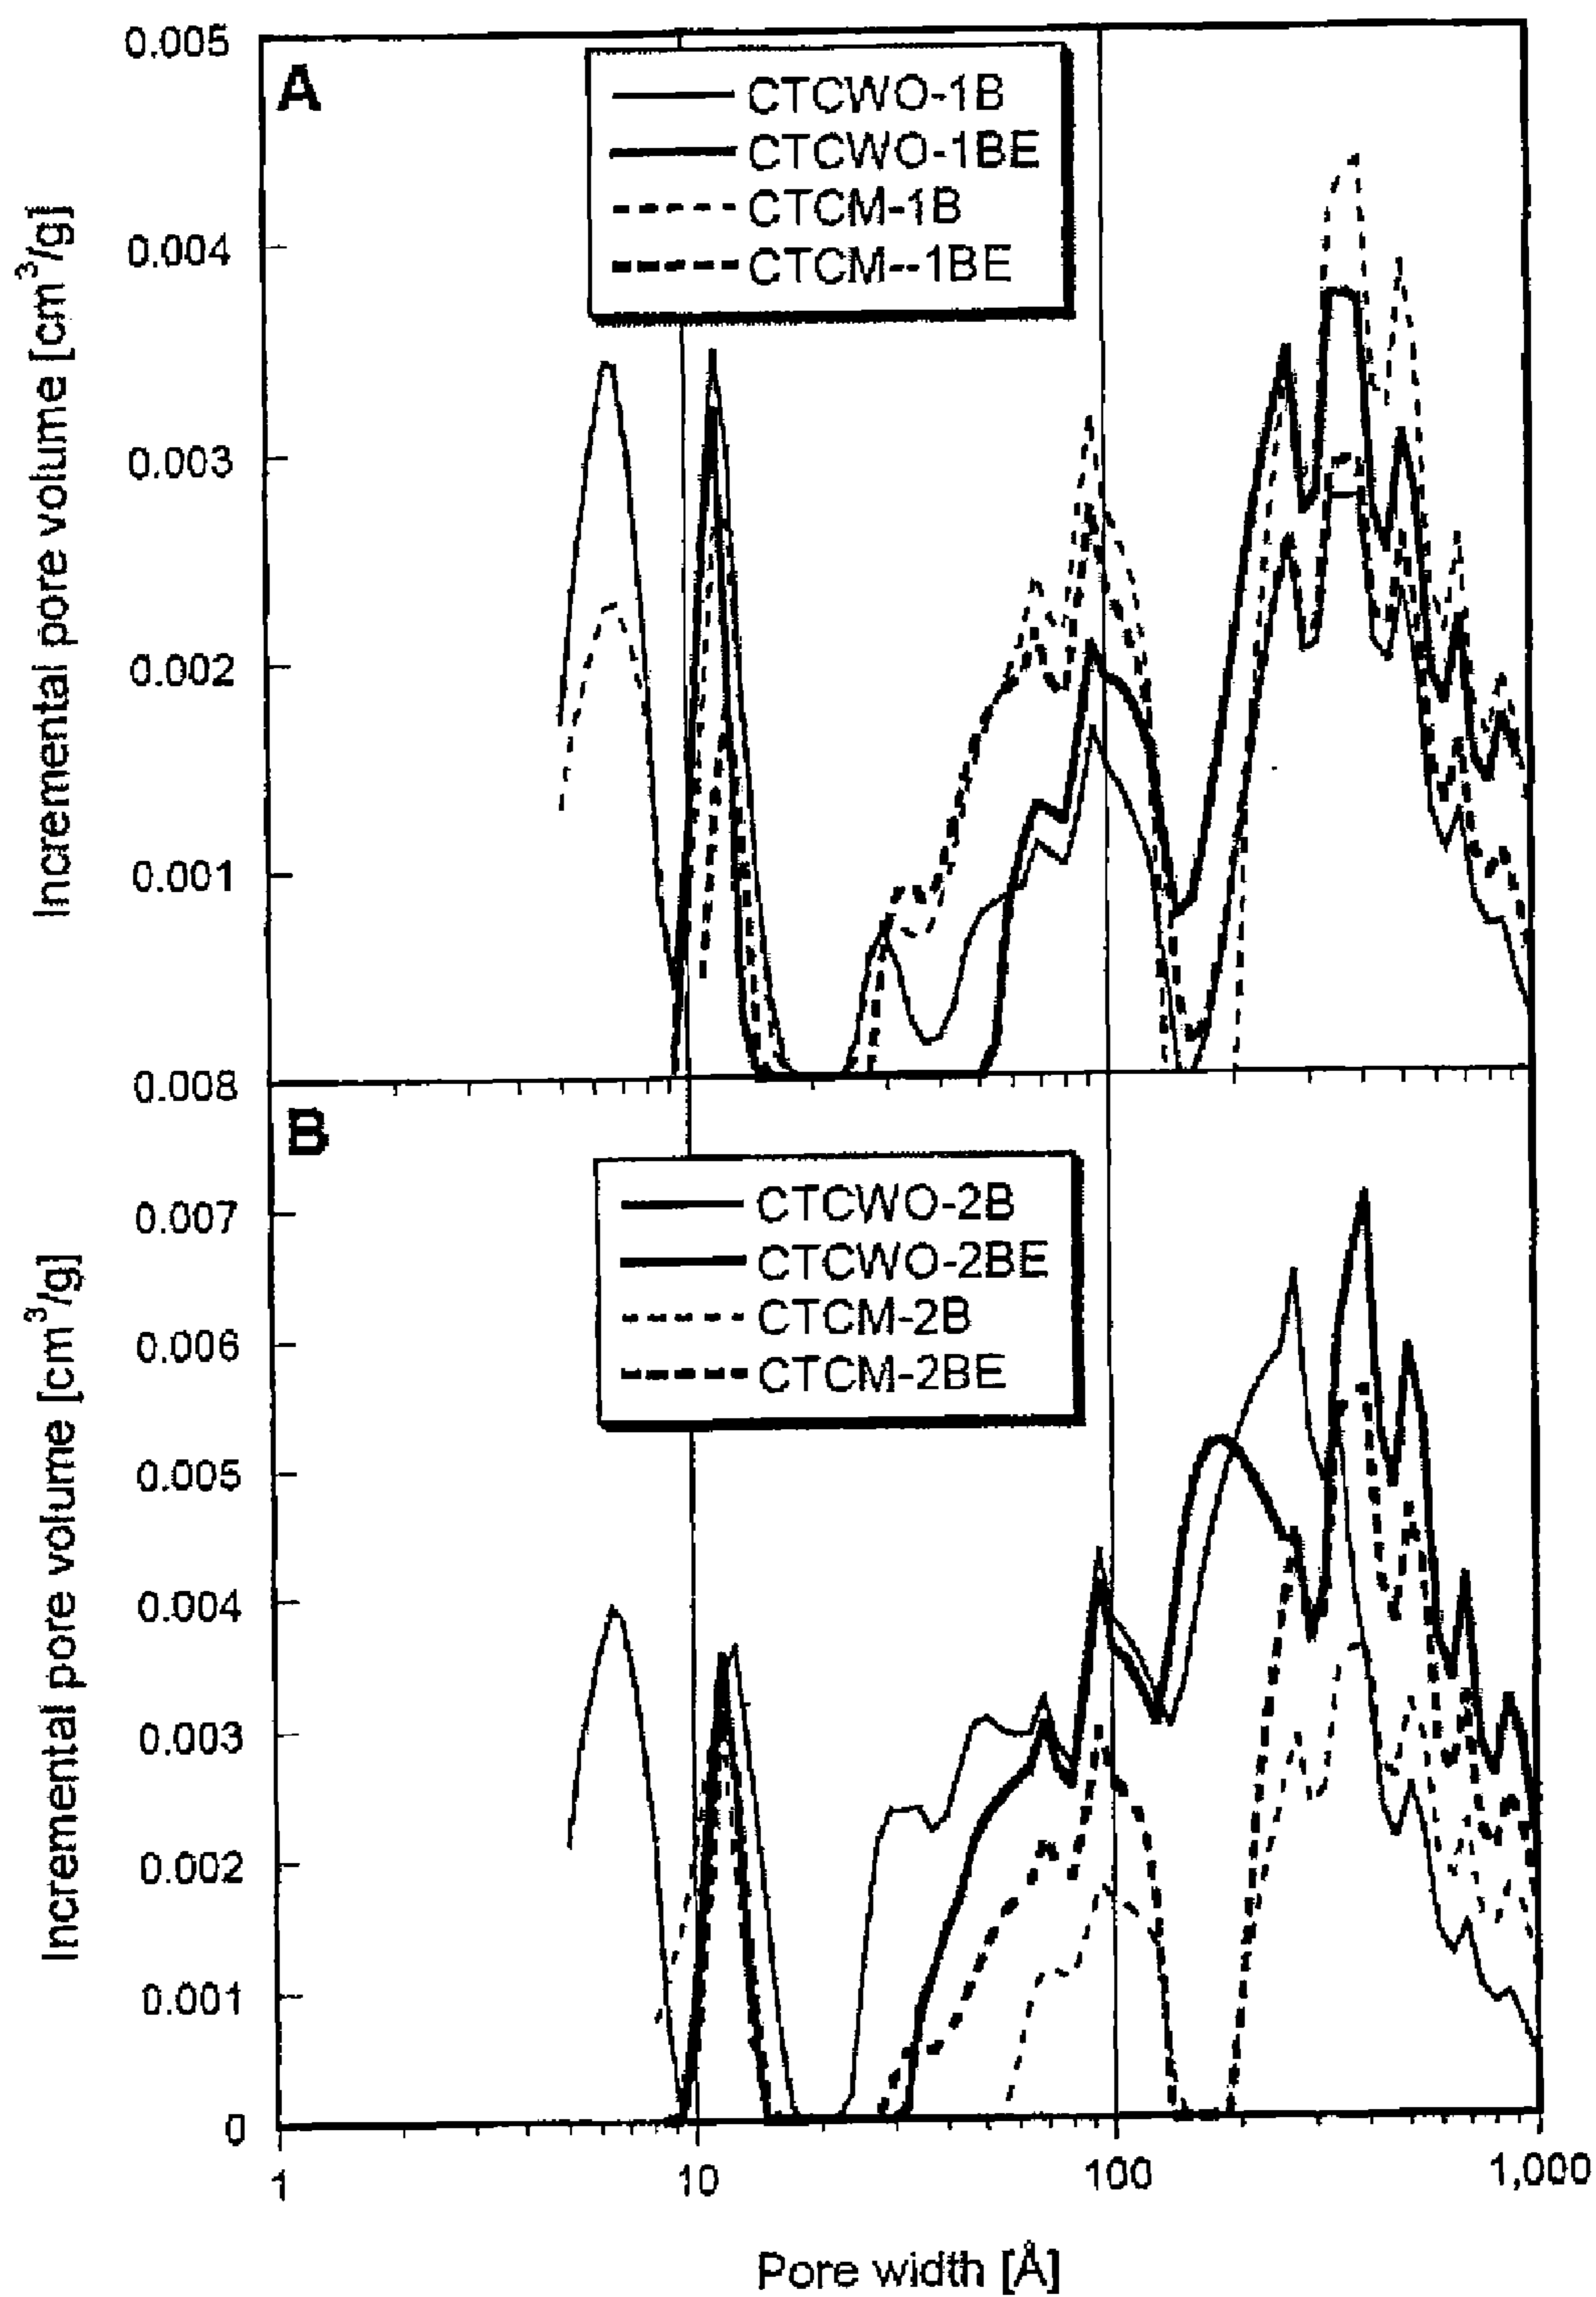 0.005
A
CTCWO-1B
CTCWO-1BE
CTCM-1B
CTCM--1BE
0.004
0.003
0.002
0.001
Incremental pore volume [cm³/g]
0.008
B
CTCWO-2B
CTCWO-2BE
CTCM-2B
CTCM-2BE
0.007
0.006
0.005
0.004
0.003
0.002
0.001
0
Incremental pore volume [cm³/g]
1 10 100 1,000
Pore width [Å]